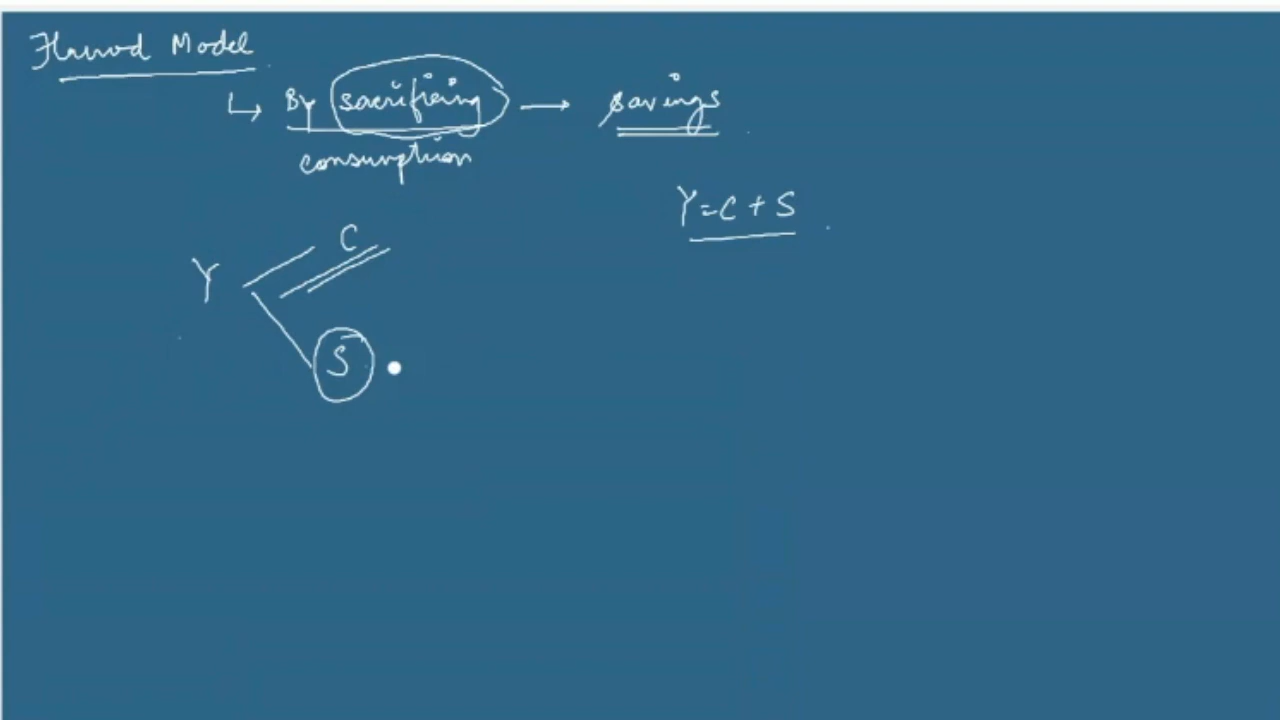 Harrod Model
↳ By sacrificing → savings
consumption
Y=C+S
C
Y
S